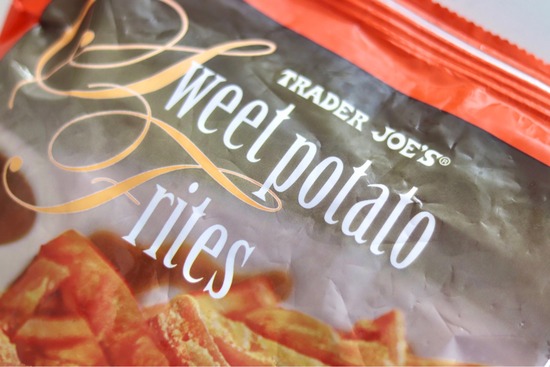 TRADER JOE'S®
Sweet potato
Frites